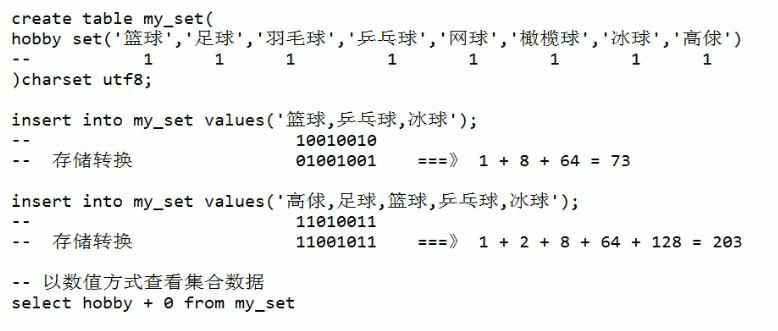 create table my_set(
hobby set('篮球','足球','羽毛球','乒乓球','网球','橄榄球','冰球','高俅')
-- 1 1 1 1 1 1 1 1
)charset utf8;
insert into my_set values('篮球,乒乓球,冰球');
-- 10010010
-- 存储转换 01001001 ===》 1 + 8 + 64 = 73
insert into my_set values('高俅,足球,篮球,乒乓球,冰球');
-- 11010011
-- 存储转换 11001011 ===》 1 + 2 + 8 + 64 + 128 = 203
-- 以数值方式查看集合数据
select hobby + 0 from my_set